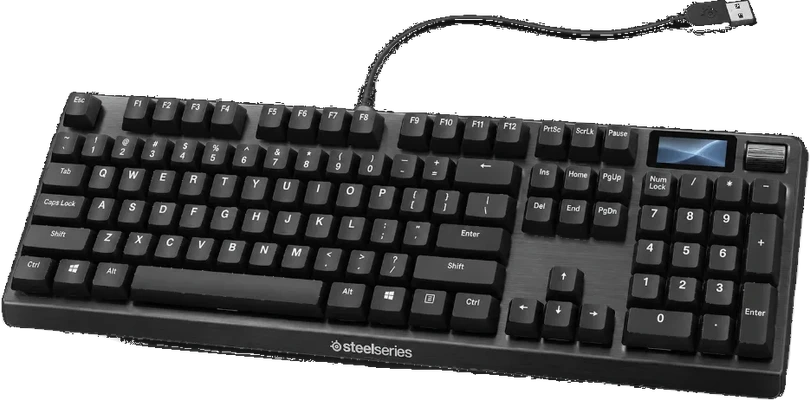 Esc F1 F2 F3 F4 F5 F6 F7 F8 F9 F10 F11 F12 PrtSc ScrLk Pause
~ ! 1 @ 2 # 3 $ 4 % 5 ^ 6 & 7 * 8 ( 9 ) 0 — - + = ← Ins Home PgUp Num Lock / * −
Tab Q W E R T Y U I O P { [ } ] | \ Del End PgDn 7 8 9 +
Caps Lock A S D F G H J K L : ; " ' Enter 4 5 6
Shift Z X C V B N M < , > . ? / Shift ↑ 1 2 3 Enter
Ctrl Alt Alt Ctrl ← ↓ → 0 .
steelseries